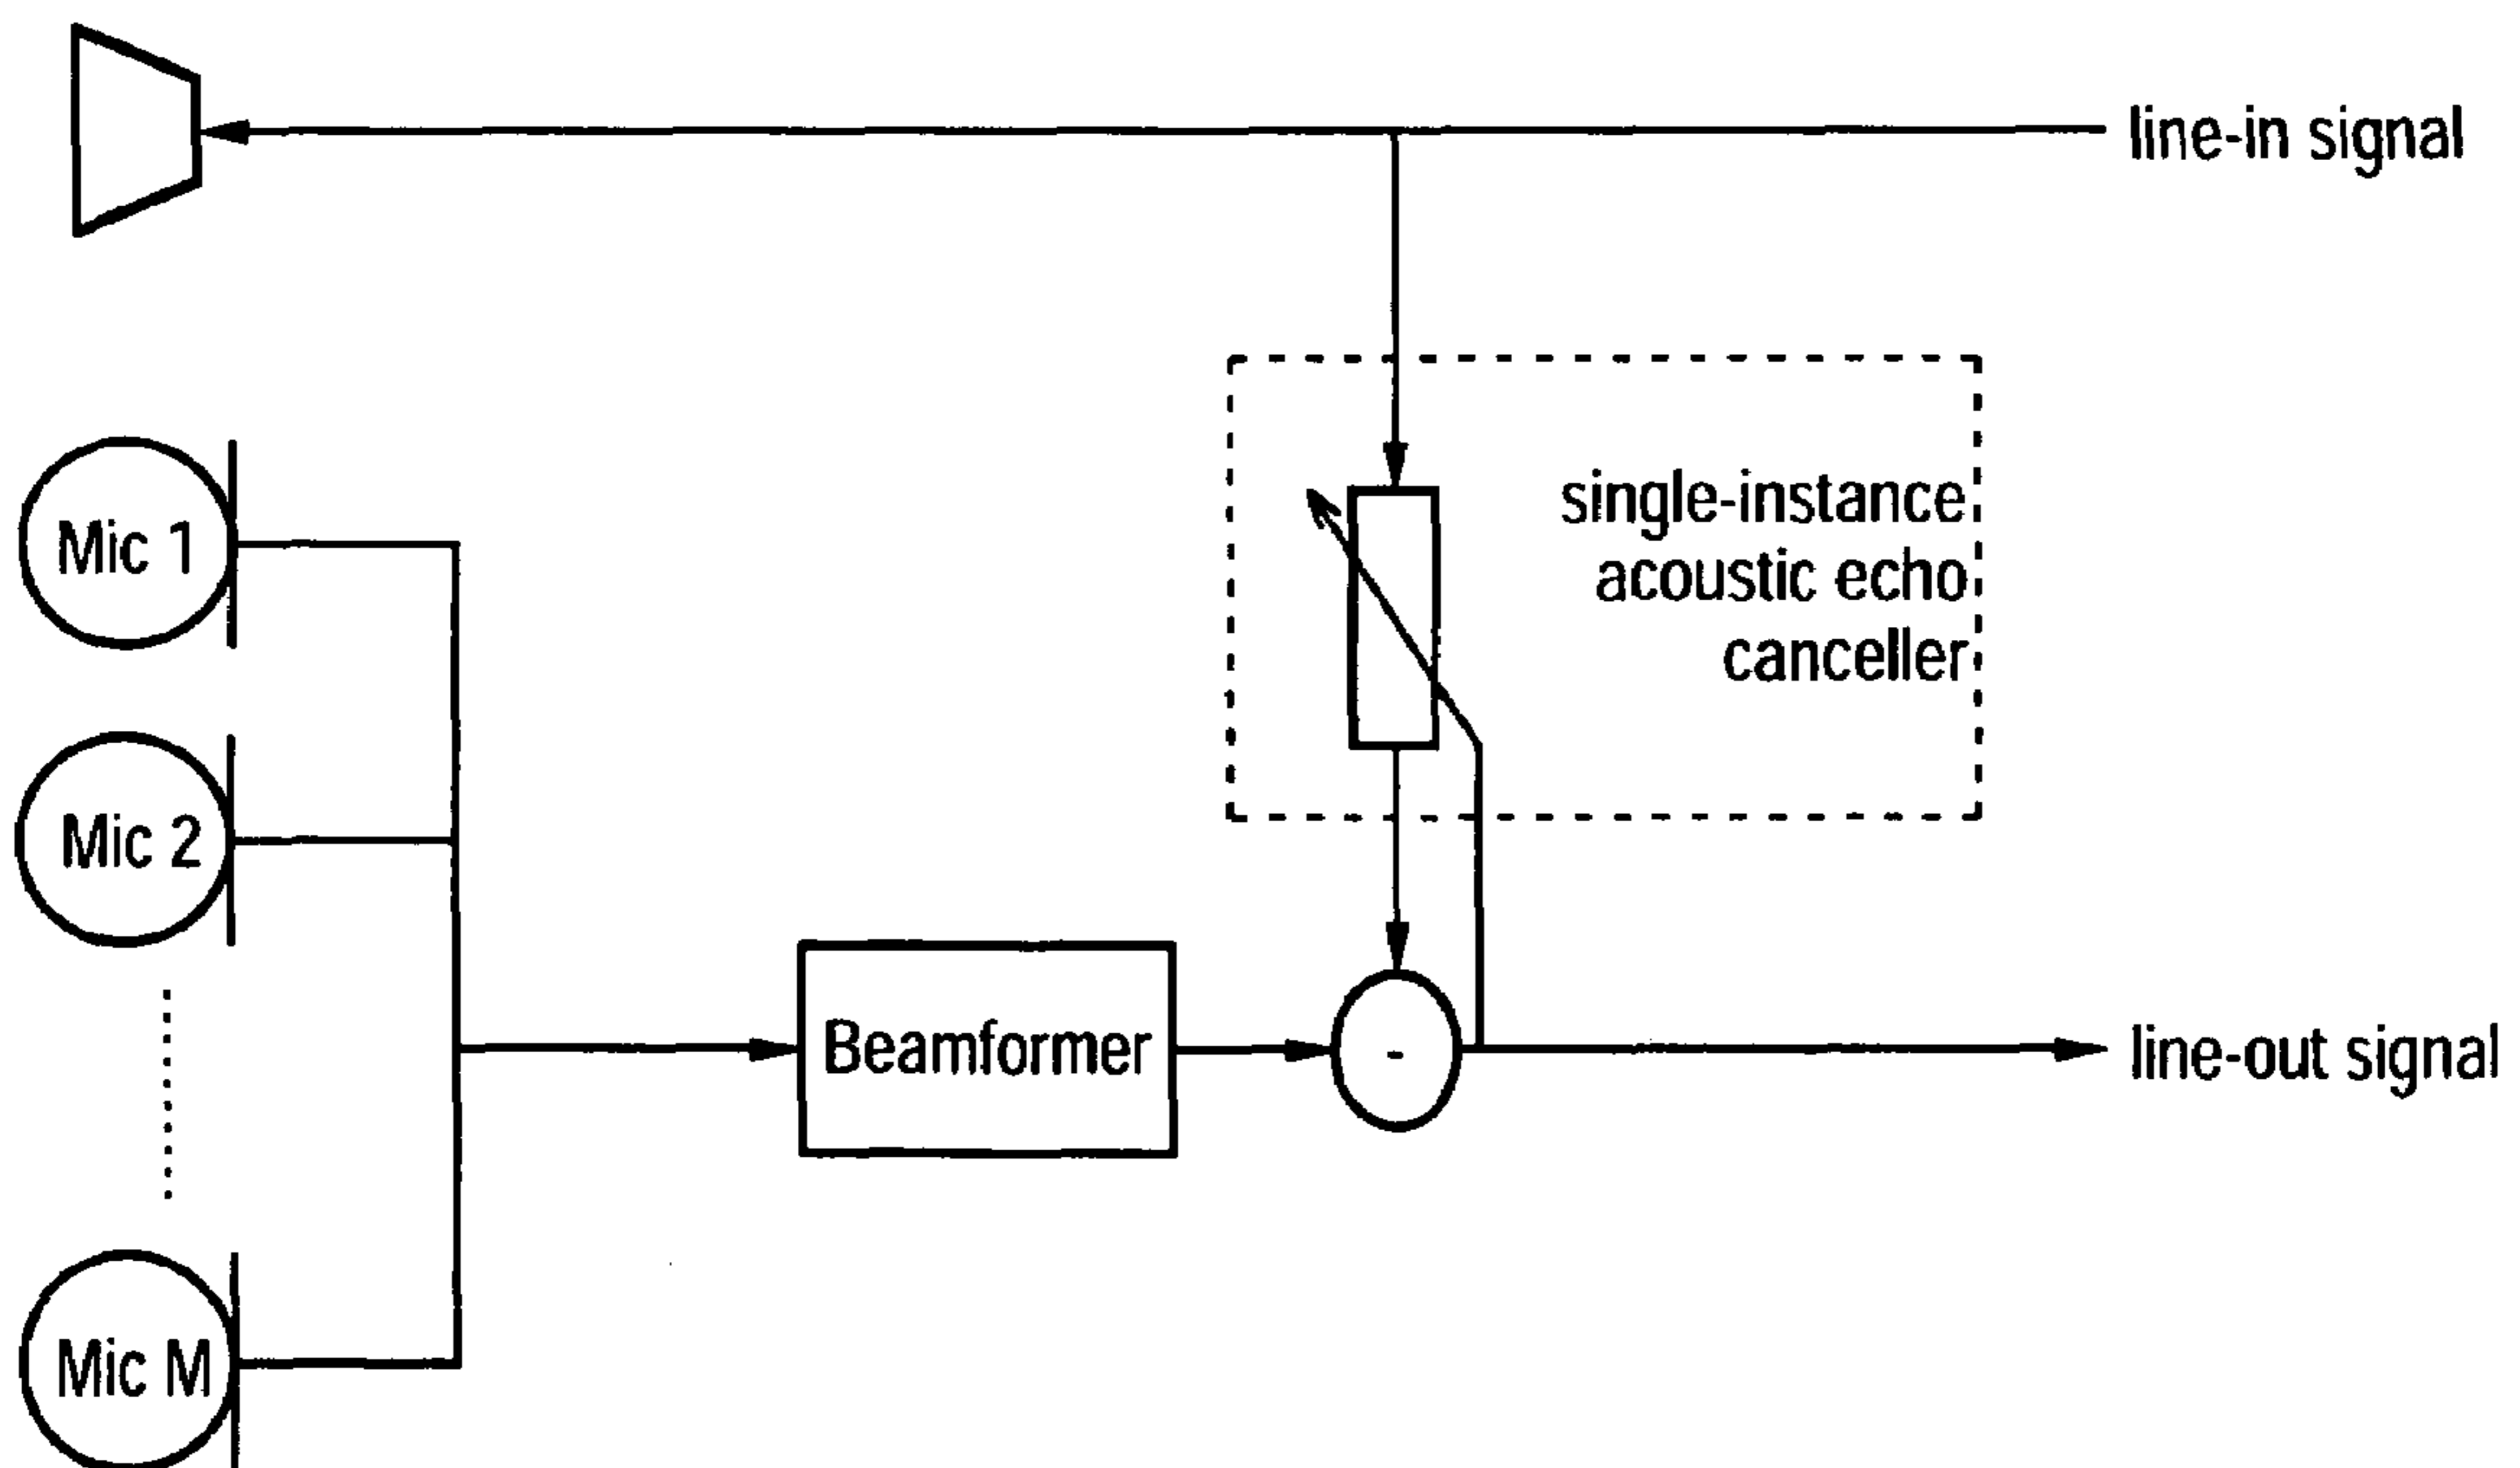 line-in signal
Mic 1
single-instance
acoustic echo
canceller
Mic 2
Beamformer
-
line-out signal
Mic M